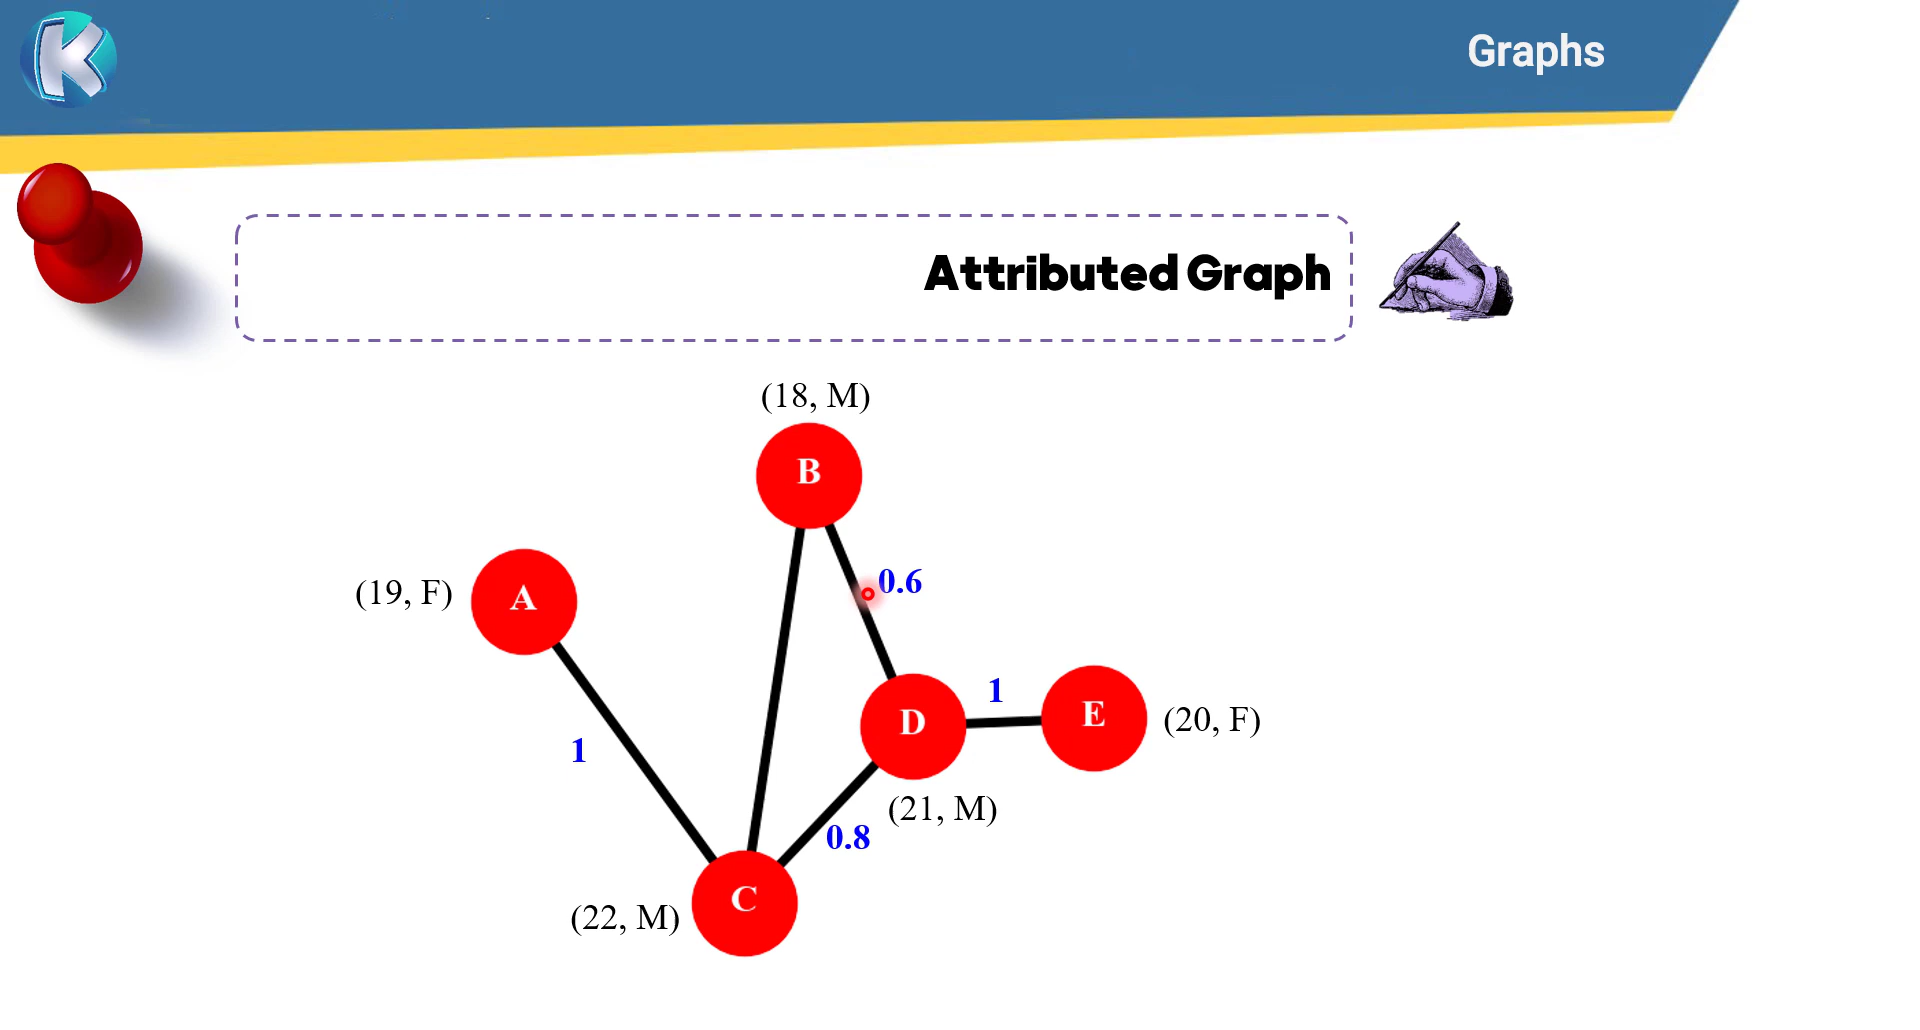 K
Graphs
Attributed Graph
(18, M)
B
(19, F)
A
0.6
1
D
E
(20, F)
1
(21, M)
0.8
C
(22, M)